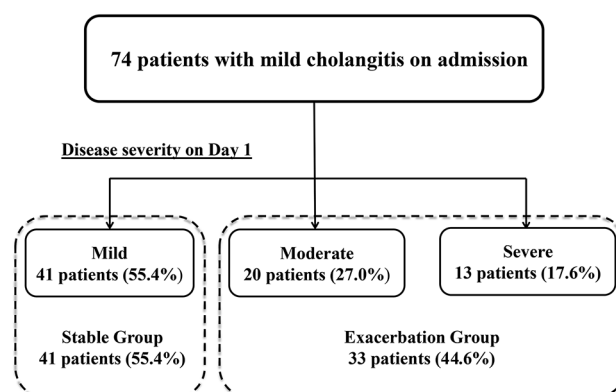 74 patients with mild cholangitis on admission
Disease severity on Day 1
Mild
41 patients (55.4%)
Moderate
20 patients (27.0%)
Severe
13 patients (17.6%)
Stable Group
41 patients (55.4%)
Exacerbation Group
33 patients (44.6%)